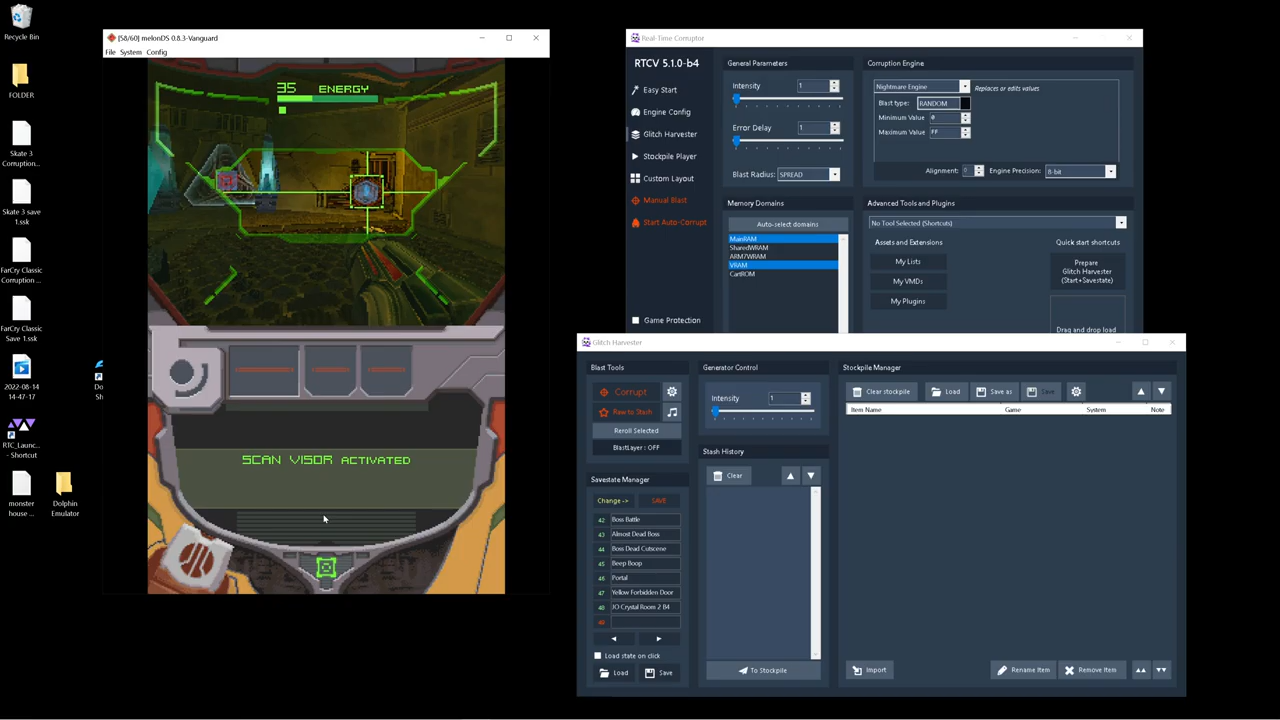 Recycle Bin
FOLDER
Skate 3
Corruption...
Skate 3 save
1.ssk
FarCry Classic
Corruption ...
FarCry Classic
Save 1.ssk
2022-08-14
14-47-17
RTC_Launc...
- Shortcut
monster
house ...
Dolphin
Emulator
[58/60] melonDS 0.8.3-Vanguard
File System Config
35 ENERGY
SCAN VISOR ACTIVATED
Real-Time Corruptor
RTCV 5.1.0-b4
Easy Start
Engine Config
Glitch Harvester
Stockpile Player
Custom Layout
Manual Blast
Start Auto-Corrupt
Game Protection
General Parameters
Intensity 1
Error Delay 1
Blast Radius: SPREAD
Memory Domains
Auto-select domains
MainRAM
SharedWRAM
ARM7WRAM
VRAM
CartROM
Corruption Engine
Nightmare Engine Replaces or edits values
Blast type: RANDOM
Minimum Value 0
Maximum Value FF
Alignment: 0 Engine Precision: 8-bit
Advanced Tools and Plugins
No Tool Selected (Shortcuts)
Assets and Extensions
My Lists
My VMDs
My Plugins
Quick start shortcuts
Prepare
Glitch Harvester
(Start+Savestate)
Drag and drop load
Glitch Harvester
Blast Tools
Corrupt
Raw to Stash
Reroll Selected
BlastLayer : OFF
Savestate Manager
Change -> SAVE
42 Boss Battle
43 Almost Dead Boss
44 Boss Dead Cutscene
45 Beep Boop
46 Portal
47 Yellow Forbidden Door
48 JO Crystal Room 2 B4
49
Load state on click
Load Save
Generator Control
Intensity 1
Stash History
Clear
To Stockpile
Stockpile Manager
Clear stockpile Load Save as Save
Item Name Game System Note
Import Rename Item Remove Item